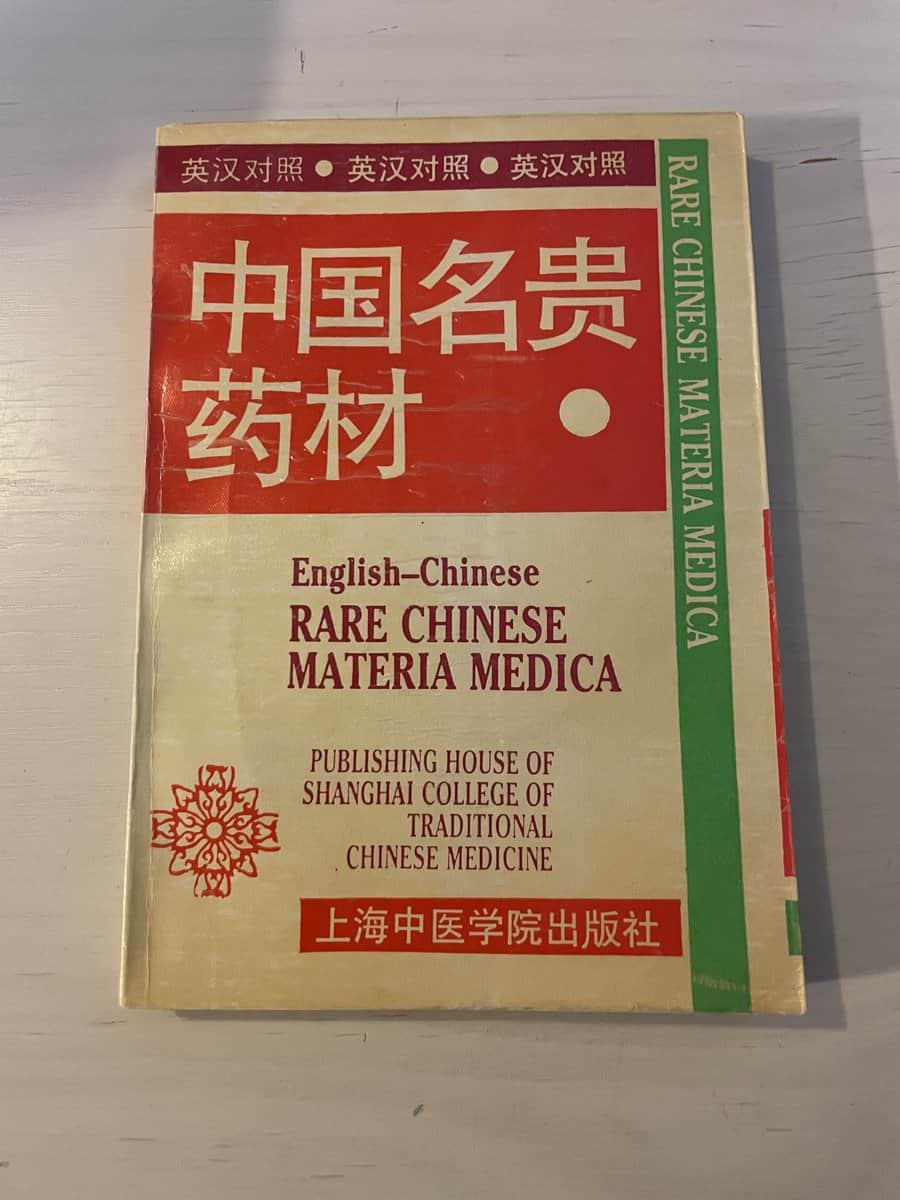 英汉对照•英汉对照•英汉对照
中国名贵
药材•
English–Chinese
RARE CHINESE
MATERIA MEDICA
PUBLISHING HOUSE OF
SHANGHAI COLLEGE OF
TRADITIONAL
CHINESE MEDICINE
上海中医学院出版社
RARE CHINESE MATERIA MEDICA